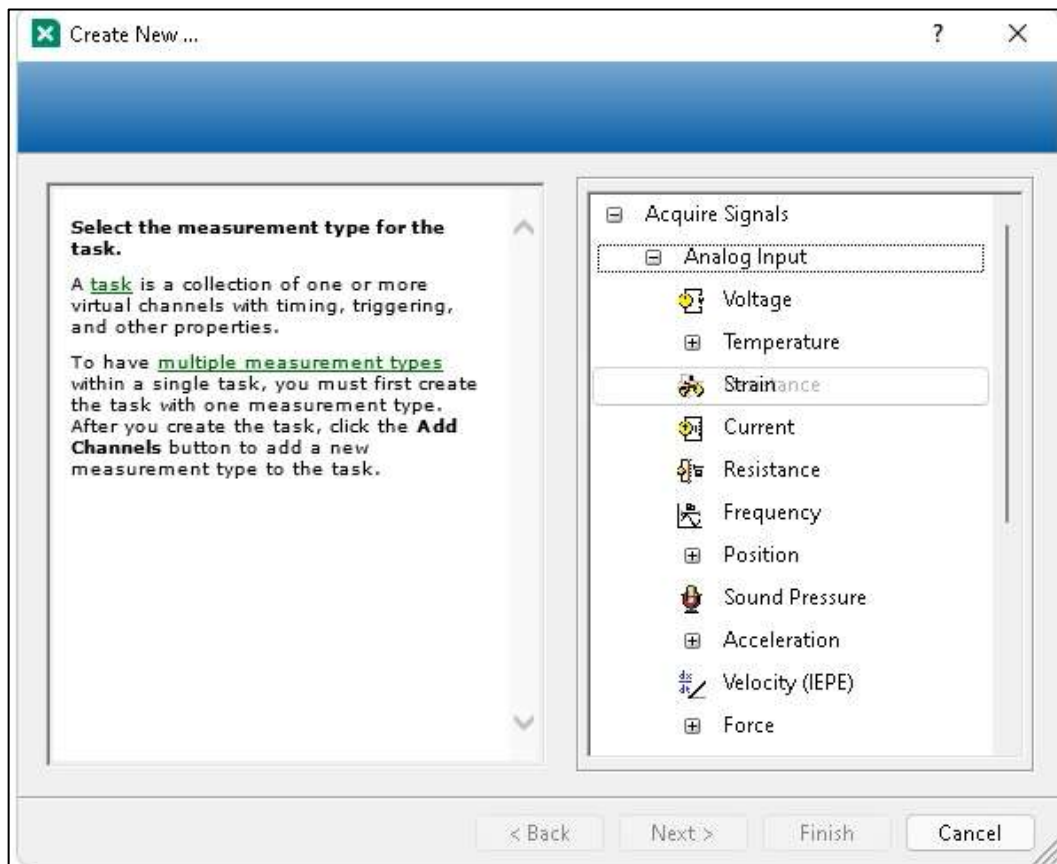 Create New ...
?
Select the measurement type for the
task.
A task is a collection of one or more
virtual channels with timing, triggering,
and other properties.
To have multiple measurement types
within a single task, you must first create
the task with one measurement type.
After you create the task, click the Add
Channels button to add a new
measurement type to the task.
Acquire Signals
Analog Input
Voltage
Temperature
Strain
Current
Resistance
Frequency
Position
Sound Pressure
Acceleration
Velocity (IEPE)
Force
< Back
Next >
Finish
Cancel